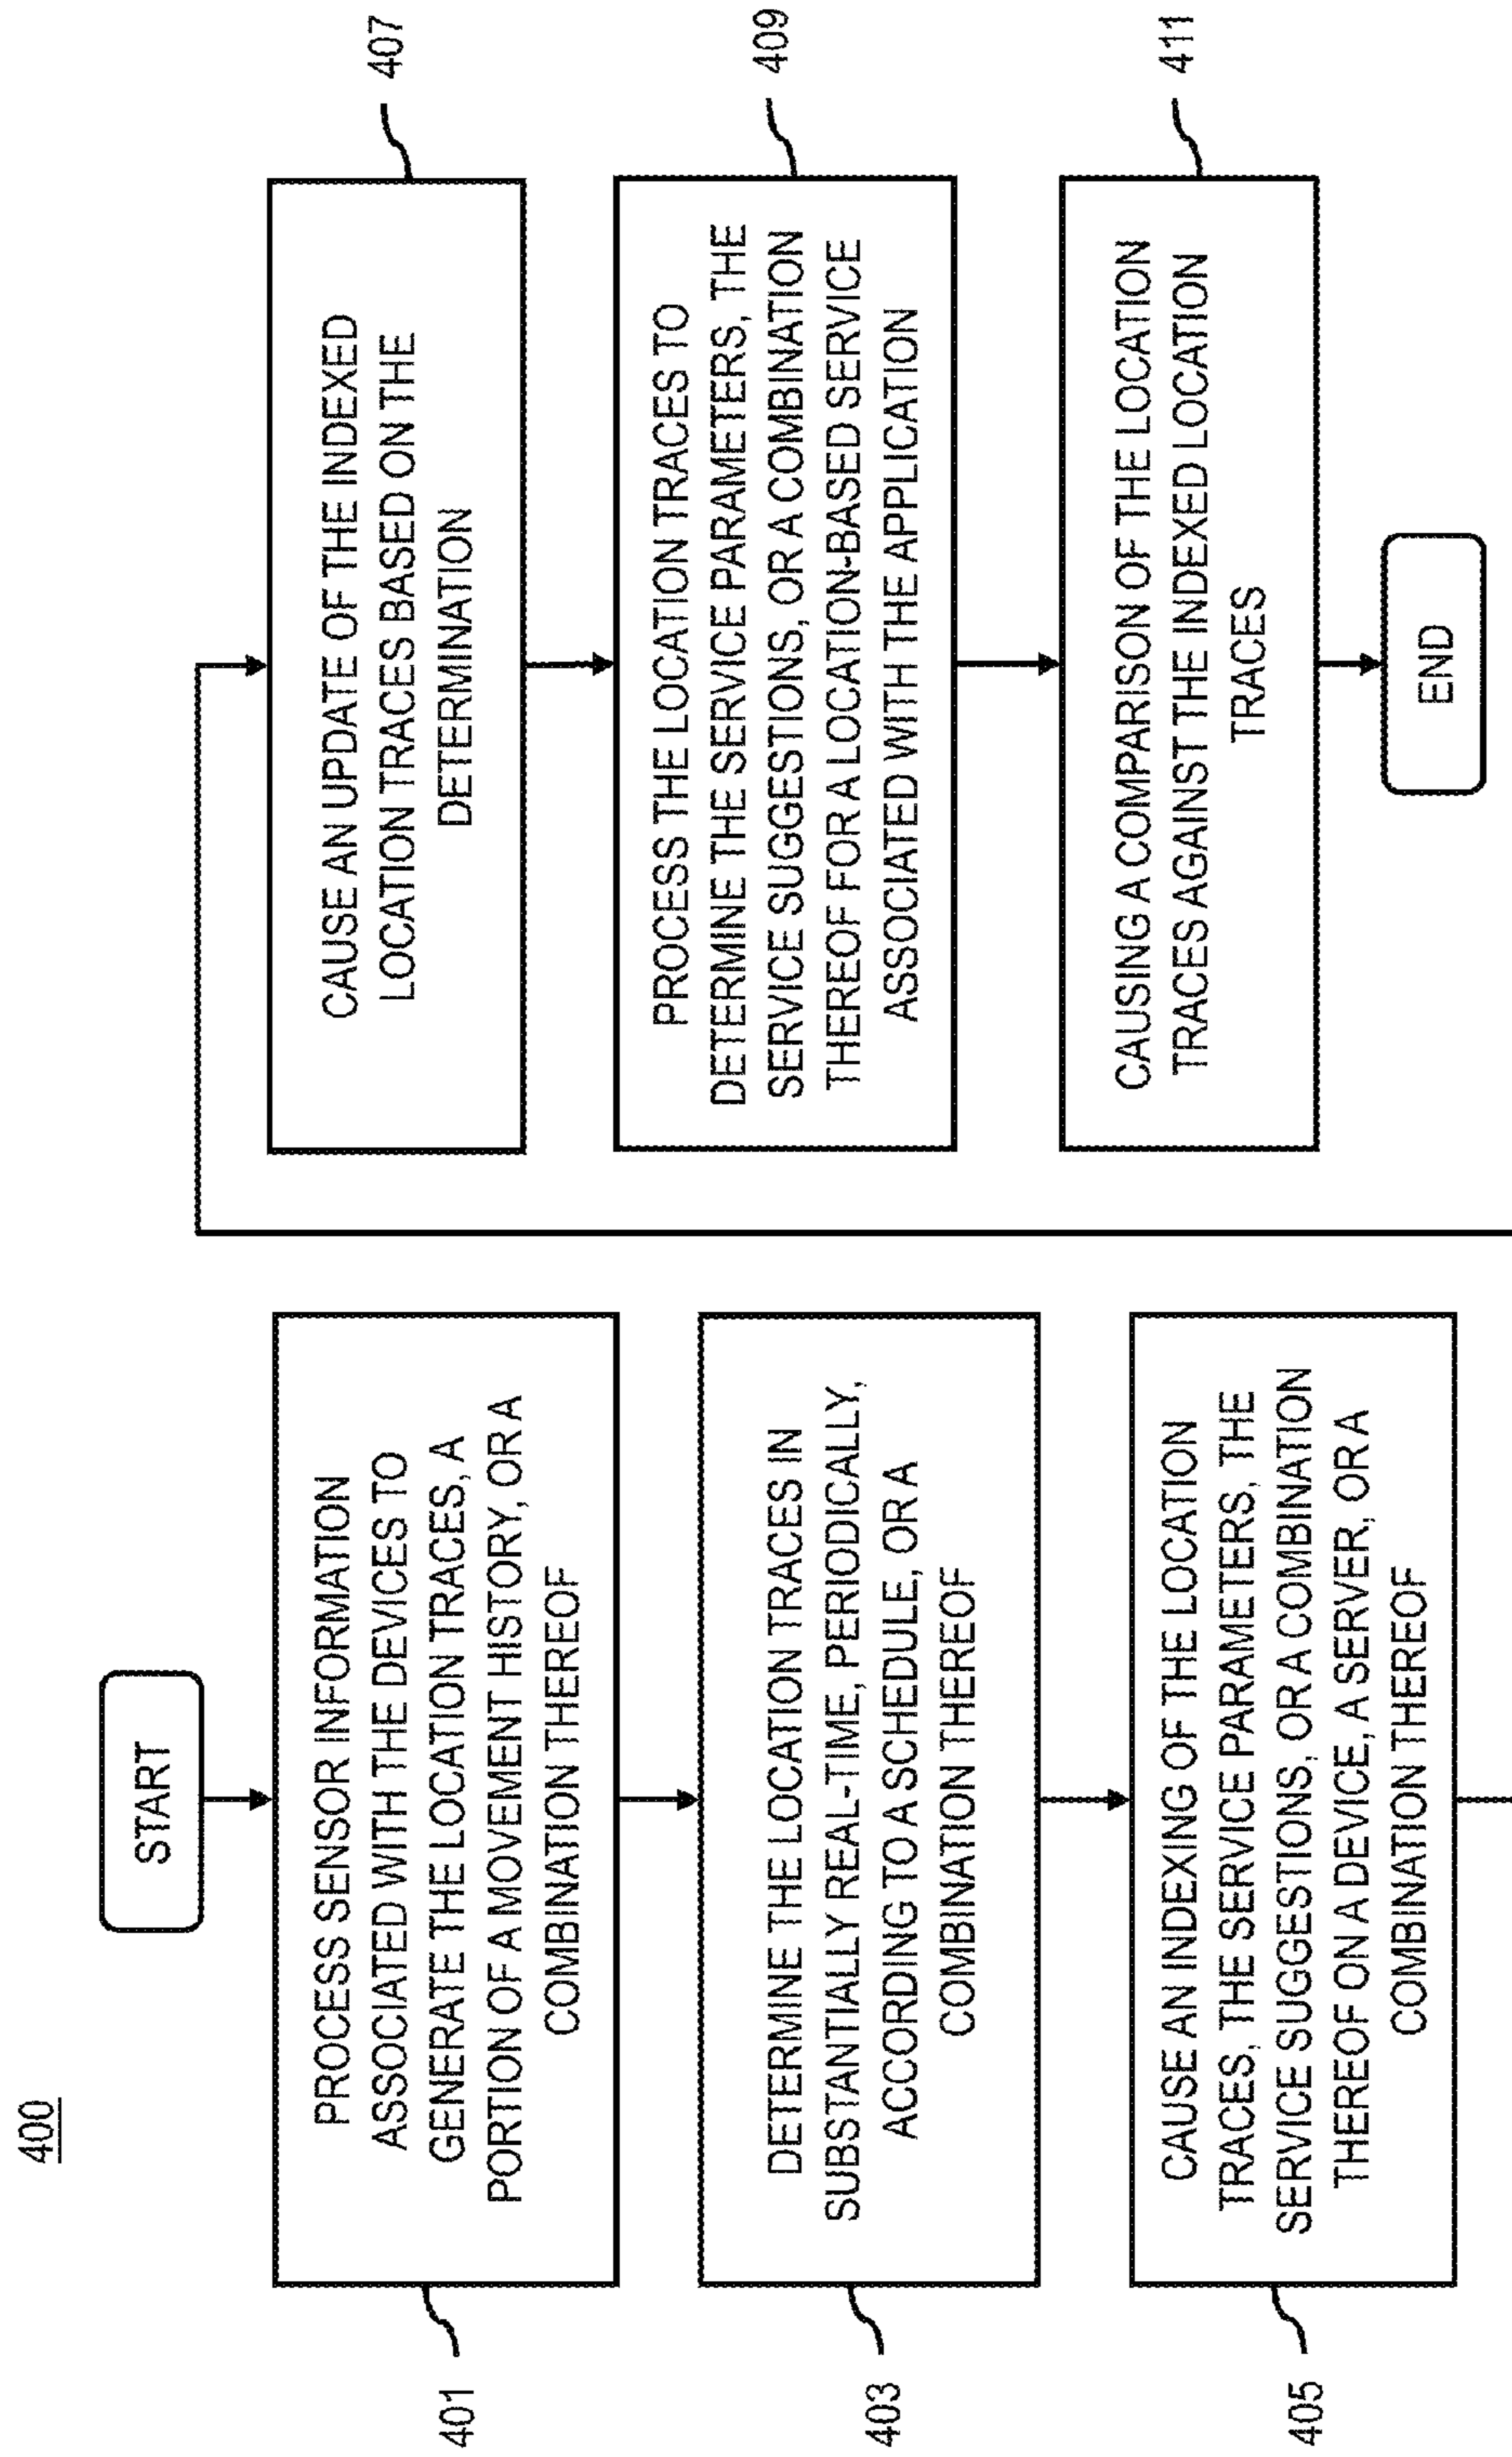 400
START
PROCESS SENSOR INFORMATION
ASSOCIATED WITH THE DEVICES TO
GENERATE THE LOCATION TRACES, A
PORTION OF A MOVEMENT HISTORY, OR A
COMBINATION THEREOF
401
DETERMINE THE LOCATION TRACES IN
SUBSTANTIALLY REAL-TIME, PERIODICALLY,
ACCORDING TO A SCHEDULE, OR A
COMBINATION THEREOF
403
CAUSE AN INDEXING OF THE LOCATION
TRACES, THE SERVICE PARAMETERS, THE
SERVICE SUGGESTIONS, OR A COMBINATION
THEREOF ON A DEVICE, A SERVER, OR A
COMBINATION THEREOF
405
CAUSE AN UPDATE OF THE INDEXED
LOCATION TRACES BASED ON THE
DETERMINATION
407
PROCESS THE LOCATION TRACES TO
DETERMINE THE SERVICE PARAMETERS, THE
SERVICE SUGGESTIONS, OR A COMBINATION
THEREOF FOR A LOCATION-BASED SERVICE
ASSOCIATED WITH THE APPLICATION
409
CAUSING A COMPARISON OF THE LOCATION
TRACES AGAINST THE INDEXED LOCATION
TRACES
411
END